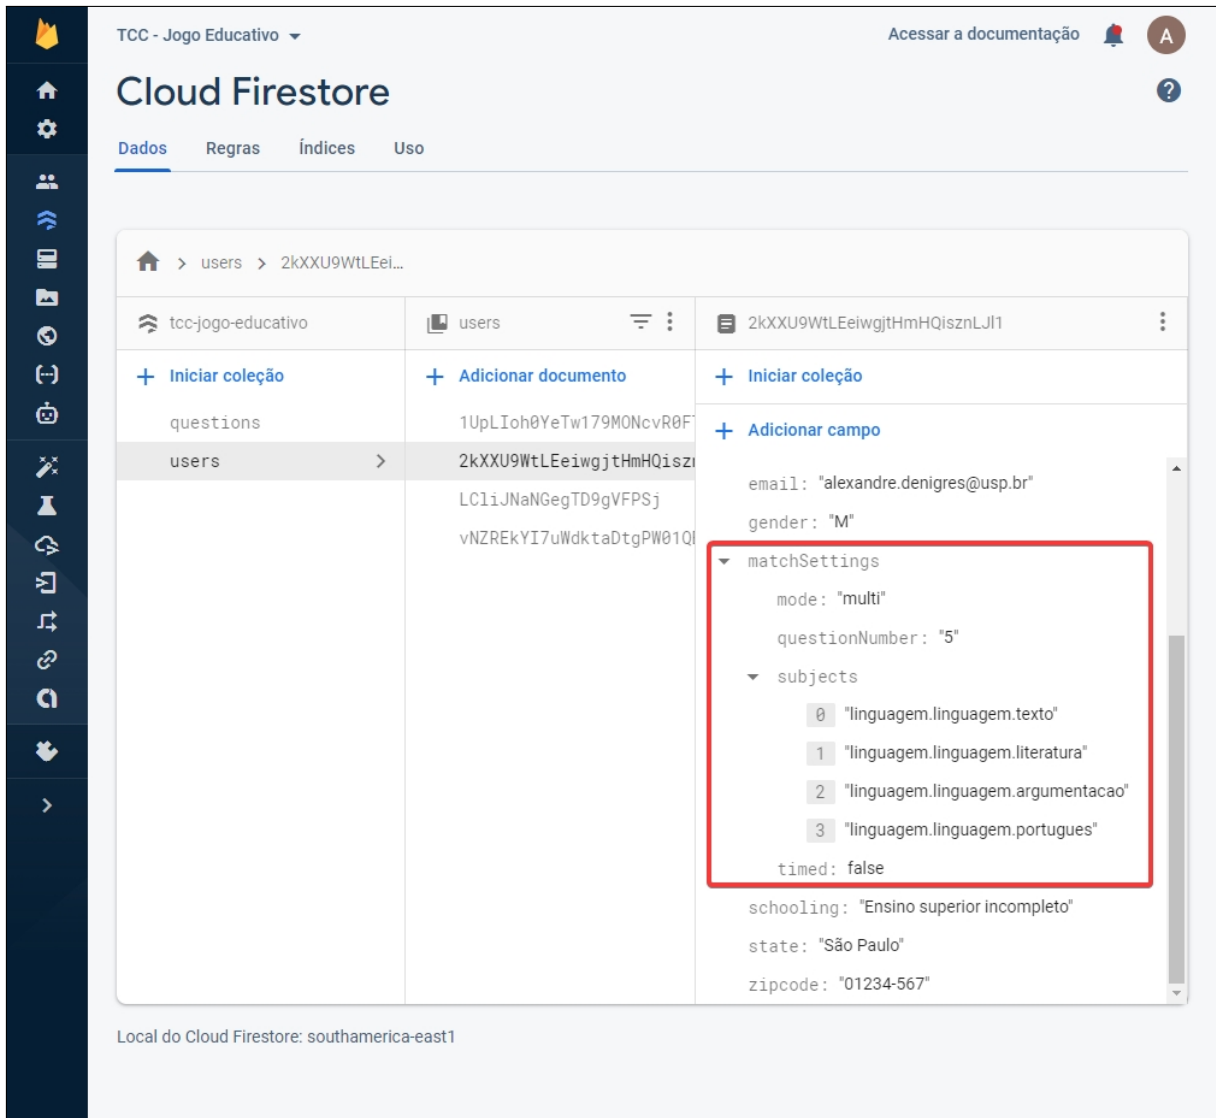 TCC - Jogo Educativo
Acessar a documentação
A
Cloud Firestore
?
Dados Regras Índices Uso
users > 2kXXU9WtLEei...
tcc-jogo-educativo
users
2kXXU9WtLEeiwgjtHmHQisznLJl1
+ Iniciar coleção
+ Adicionar documento
+ Iniciar coleção
questions
users
1UpLIoh0YeTw179MONcvR0F
2kXXU9WtLEeiwgjtHmHQisz
LCliJNaNGegTD9gVFPSj
vNZREkYI7uWdktaDtgPW01Q
+ Adicionar campo
email: "alexandre.denigres@usp.br"
gender: "M"
matchSettings
mode: "multi"
questionNumber: "5"
subjects
0 "linguagem.linguagem.texto"
1 "linguagem.linguagem.literatura"
2 "linguagem.linguagem.argumentacao"
3 "linguagem.linguagem.portugues"
timed: false
schooling: "Ensino superior incompleto"
state: "São Paulo"
zipcode: "01234-567"
Local do Cloud Firestore: southamerica-east1